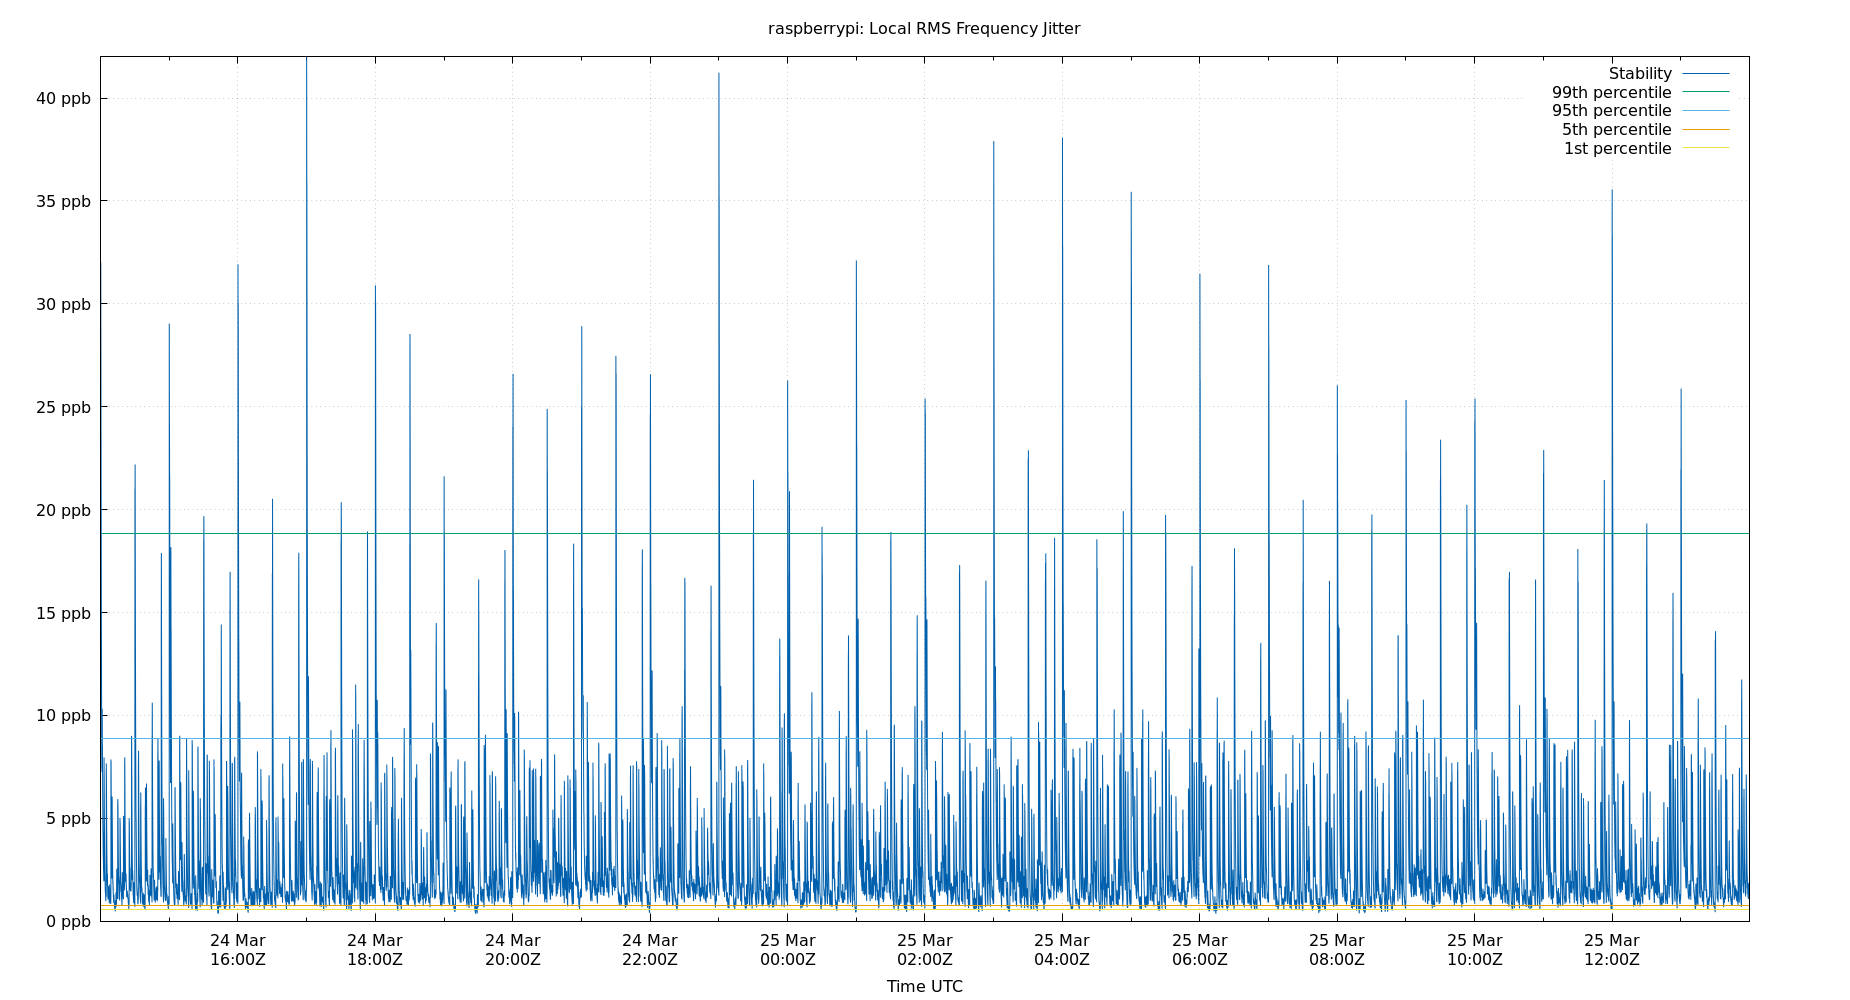 raspberrypi: Local RMS Frequency Jitter
Stability
99th percentile
95th percentile
5th percentile
1st percentile
40 ppb
35 ppb
30 ppb
25 ppb
20 ppb
15 ppb
10 ppb
5 ppb
0 ppb
24 Mar 24 Mar 24 Mar 24 Mar 25 Mar 25 Mar 25 Mar 25 Mar 25 Mar 25 Mar 25 Mar
16:00Z 18:00Z 20:00Z 22:00Z 00:00Z 02:00Z 04:00Z 06:00Z 08:00Z 10:00Z 12:00Z
Time UTC